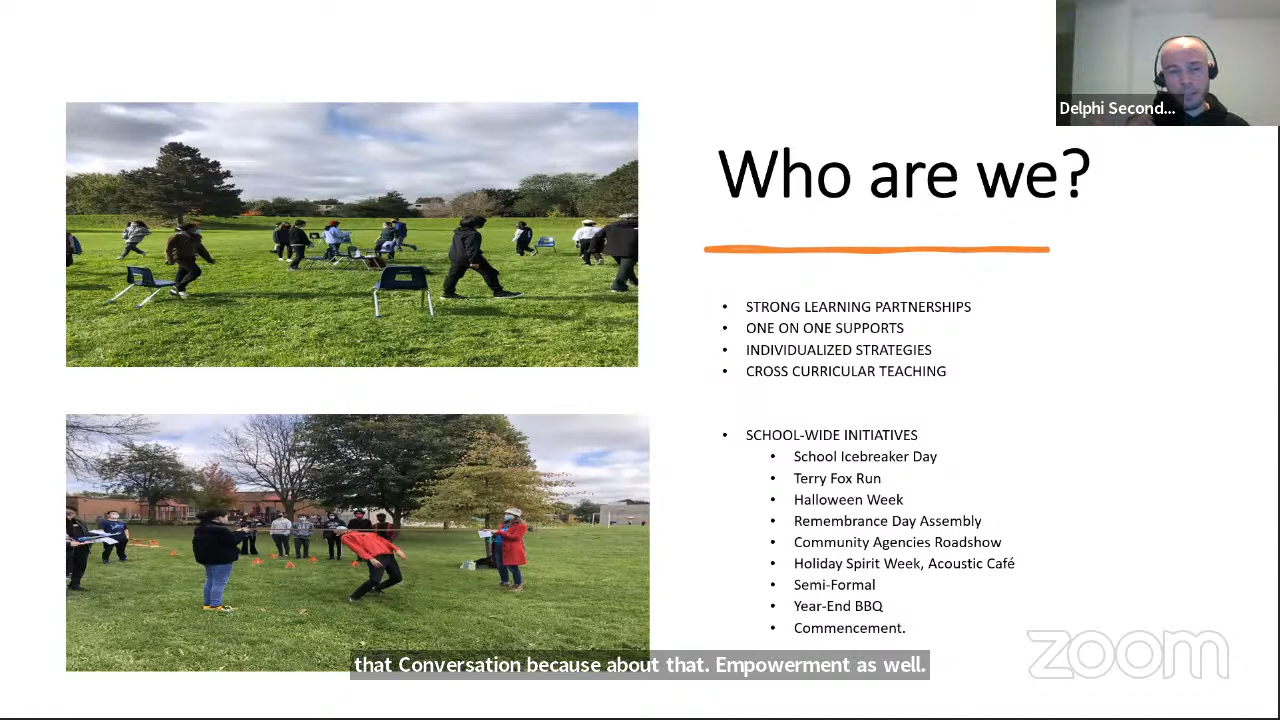 Delphi Second...
Who are we?
• STRONG LEARNING PARTNERSHIPS
• ONE ON ONE SUPPORTS
• INDIVIDUALIZED STRATEGIES
• CROSS CURRICULAR TEACHING
• SCHOOL-WIDE INITIATIVES
• School Icebreaker Day
• Terry Fox Run
• Halloween Week
• Remembrance Day Assembly
• Community Agencies Roadshow
• Holiday Spirit Week, Acoustic Café
• Semi-Formal
• Year-End BBQ
• Commencement.
zoom
that Conversation because about that. Empowerment as well.